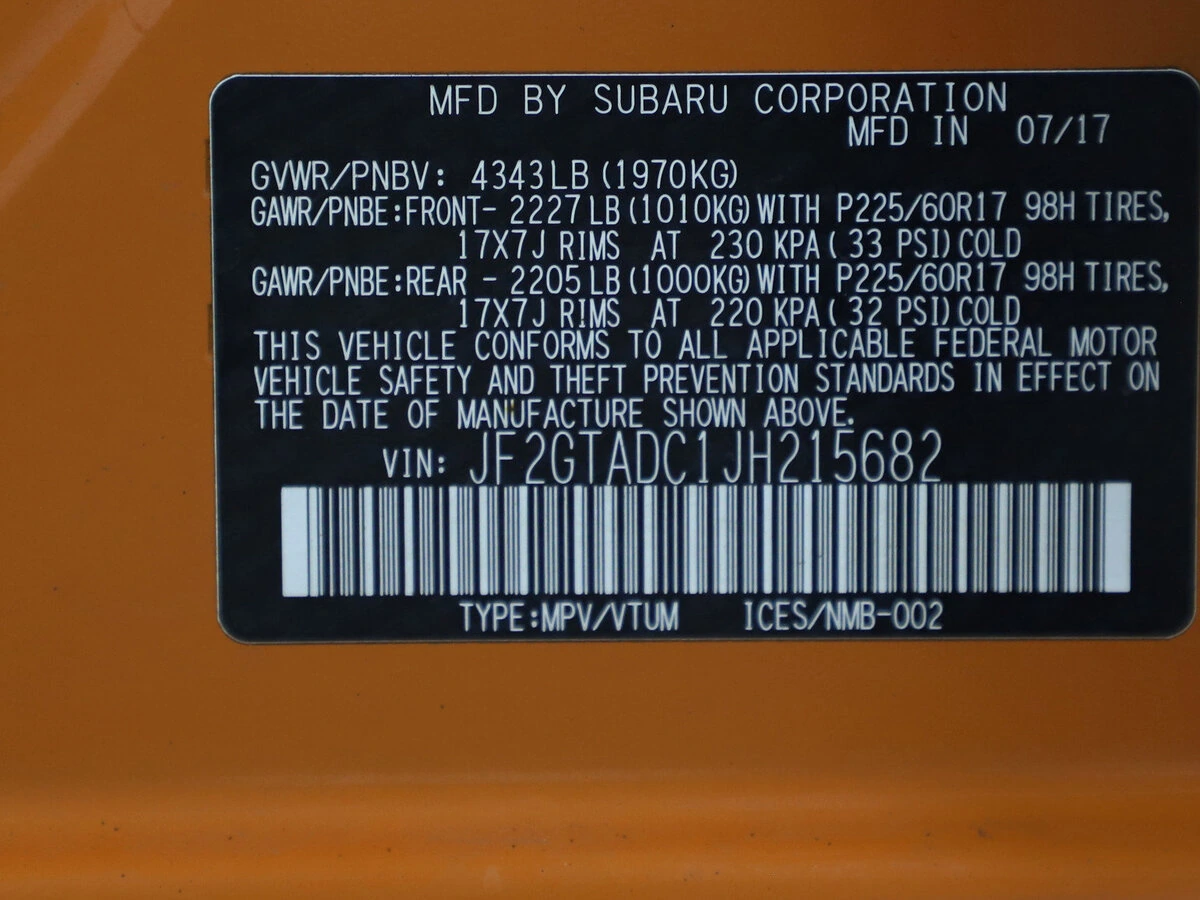 MFD BY SUBARU CORPORATION
MFD IN 07/17
GVWR/PNBV: 4343LB (1970KG)
GAWR/PNBE:FRONT- 2227LB (1010KG) WITH P225/60R17 98H TIRES,
17X7J RIMS AT 230 KPA ( 33 PSI) COLD
GAWR/PNBE:REAR - 2205LB (1000KG) WITH P225/60R17 98H TIRES,
17X7J RIMS AT 220 KPA ( 32 PSI) COLD
THIS VEHICLE CONFORMS TO ALL APPLICABLE FEDERAL MOTOR
VEHICLE SAFETY AND THEFT PREVENTION STANDARDS IN EFFECT ON
THE DATE OF MANUFACTURE SHOWN ABOVE.
VIN: JF2GTADC1JH215682
TYPE:MPV/VTUM ICES/NMB-002